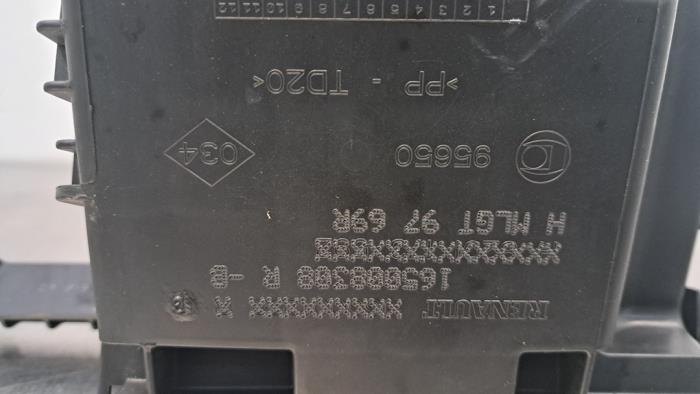 RENAULT XXXXXXXXX X
165008308 R -B
H MLGT 97 69R
95650 034
>PP - TD20<
1 2 3 4 5 6 7 8 9 10 11 12